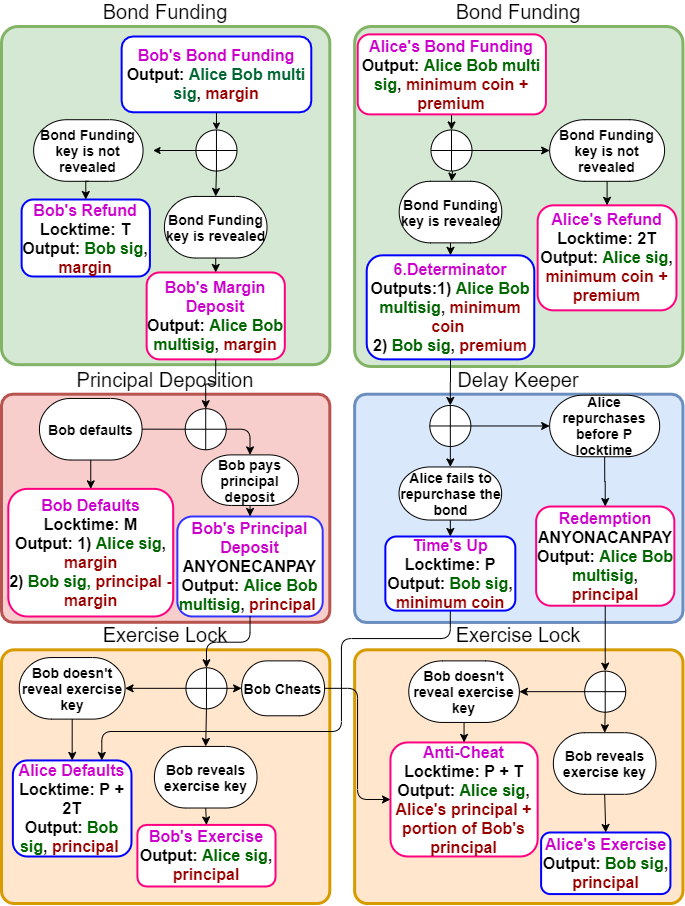 Bond Funding
Bob's Bond Funding
Output: Alice Bob multi
sig, margin
Bond Funding
key is not
revealed
Bob's Refund
Locktime: T
Output: Bob sig,
margin
Bond Funding
key is revealed
Bob's Margin
Deposit
Output: Alice Bob
multisig, margin
Bond Funding
Alice's Bond Funding
Output: Alice Bob multi
sig, minimum coin +
premium
Bond Funding
key is revealed
Bond Funding
key is not
revealed
6.Determinator
Outputs:1) Alice Bob
multisig, minimum
coin
2) Bob sig, premium
Alice's Refund
Locktime: 2T
Output: Alice sig,
minimum coin +
premium
Principal Deposition
Bob defaults
Bob pays
principal
deposit
Bob Defaults
Locktime: M
Output: 1) Alice sig,
margin
2) Bob sig, principal -
margin
Bob's Principal
Deposit
ANYONECANPAY
Output: Alice Bob
multisig, principal
Delay Keeper
Alice
repurchases
before P
locktime
Alice fails to
repurchase the
bond
Time's Up
Locktime: P
Output: Bob sig,
minimum coin
Redemption
ANYONACANPAY
Output: Alice Bob
multisig,
principal
Exercise Lock
Bob doesn't
reveal exercise
key
Bob Cheats
Bob reveals
exercise key
Alice Defaults
Locktime: P +
2T
Output: Bob
sig, principal
Bob's Exercise
Output: Alice sig,
principal
Exercise Lock
Bob doesn't
reveal exercise
key
Bob reveals
exercise key
Anti-Cheat
Locktime: P + T
Output: Alice sig,
Alice's principal +
portion of Bob's
principal
Alice's Exercise
Output: Bob sig,
principal